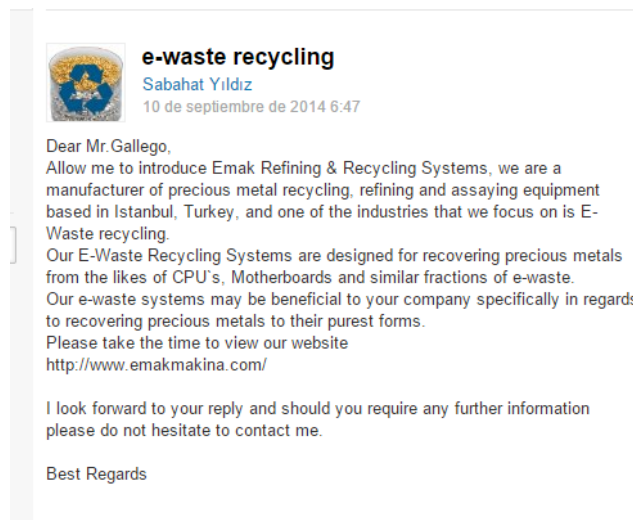 e-waste recycling
Sabahat Yıldız
10 de septiembre de 2014 6:47
Dear Mr.Gallego,
Allow me to introduce Emak Refining & Recycling Systems, we are a
manufacturer of precious metal recycling, refining and assaying equipment
based in Istanbul, Turkey, and one of the industries that we focus on is E-
Waste recycling.
Our E-Waste Recycling Systems are designed for recovering precious metals
from the likes of CPU`s, Motherboards and similar fractions of e-waste.
Our e-waste systems may be beneficial to your company specifically in regards
to recovering precious metals to their purest forms.
Please take the time to view our website
http://www.emakmakina.com/
I look forward to your reply and should you require any further information
please do not hesitate to contact me.
Best Regards